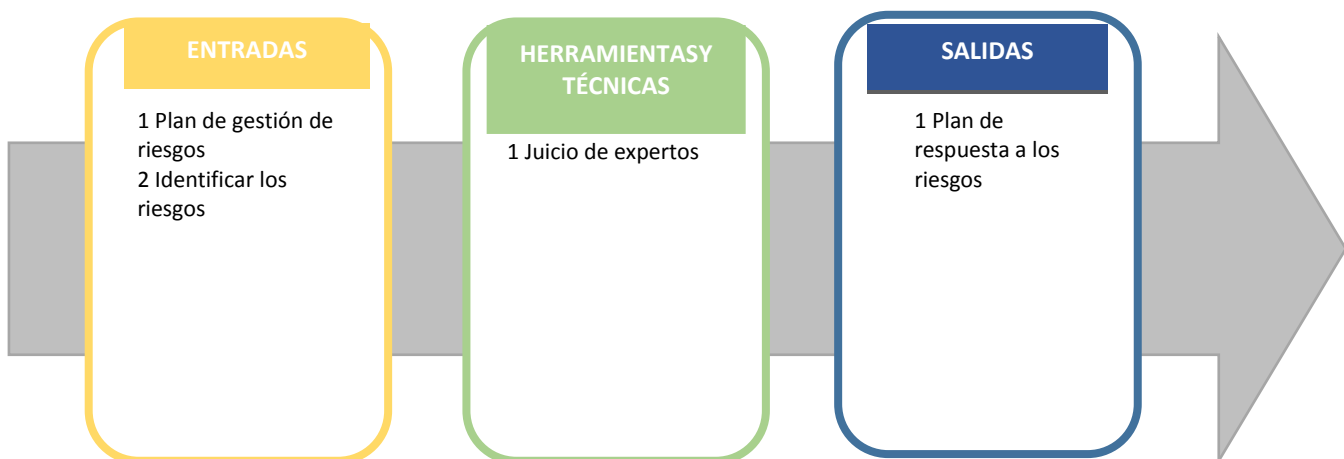 ENTRADAS
1 Plan de gestión de
riesgos
2 Identificar los
riesgos
HERRAMIENTASY
TÉCNICAS
1 Juicio de expertos
SALIDAS
1 Plan de
respuesta a los
riesgos